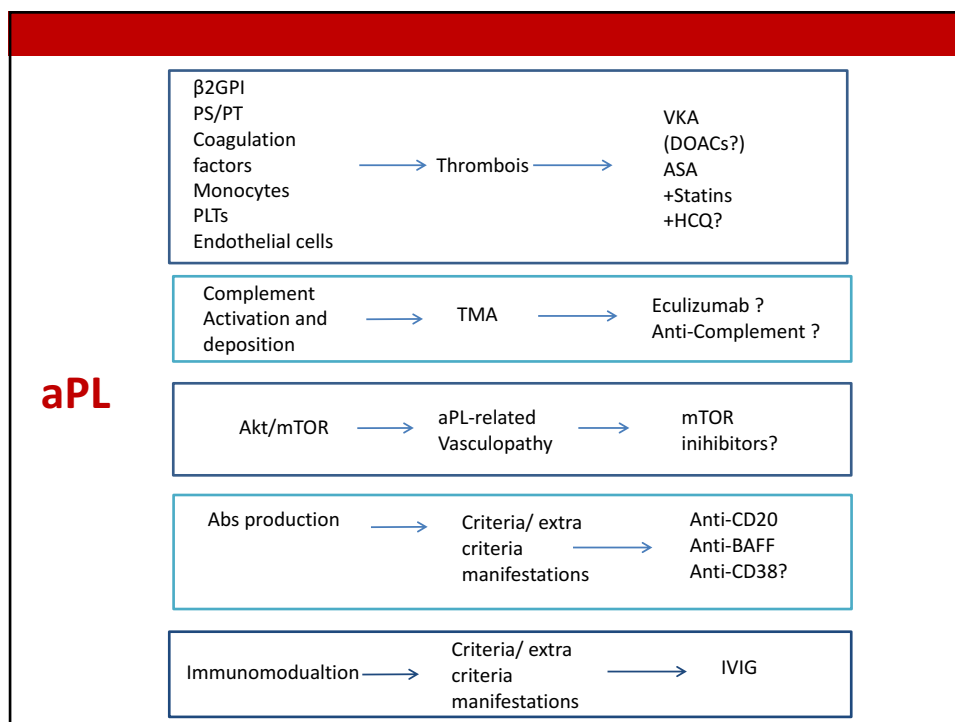 β2GPI
PS/PT
Coagulation
factors
Monocytes
PLTs
Endothelial cells
Thrombois
VKA
(DOACs?)
ASA
+Statins
+HCQ?
Complement
Activation and
deposition
TMA
Eculizumab ?
Anti-Complement ?
aPL
Akt/mTOR
aPL-related
Vasculopathy
mTOR
inihibitors?
Abs production
Criteria/ extra
criteria
manifestations
Anti-CD20
Anti-BAFF
Anti-CD38?
Immunomodualtion
Criteria/ extra
criteria
manifestations
IVIG